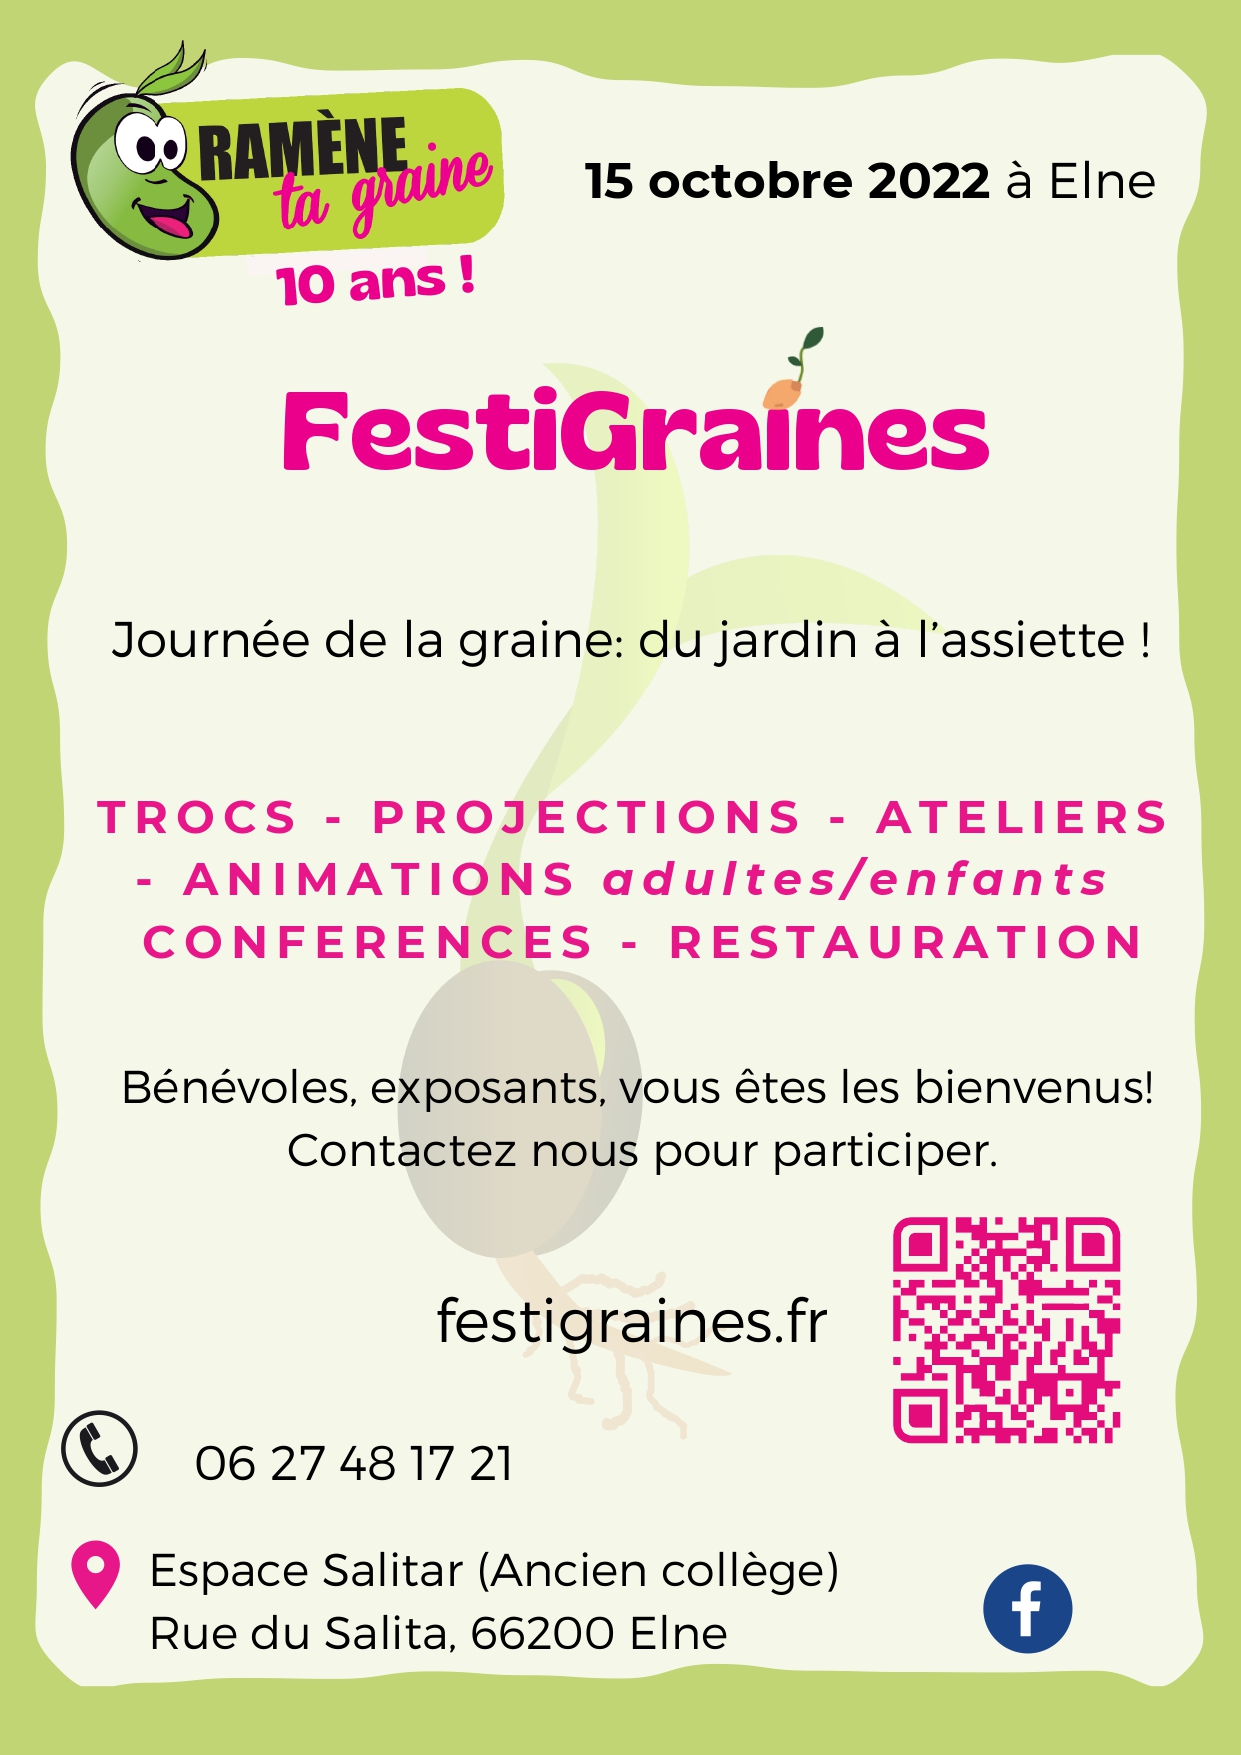 RAMÈNE
ta graine
10 ans !
15 octobre 2022 à Elne
FestiGraines
Journée de la graine: du jardin à l'assiette !
TROCS - PROJECTIONS - ATELIERS
- ANIMATIONS adultes/enfants
CONFERENCES - RESTAURATION
Bénévoles, exposants, vous êtes les bienvenus!
Contactez nous pour participer.
festigraines.fr
06 27 48 17 21
Espace Salitar (Ancien collège)
Rue du Salita, 66200 Elne